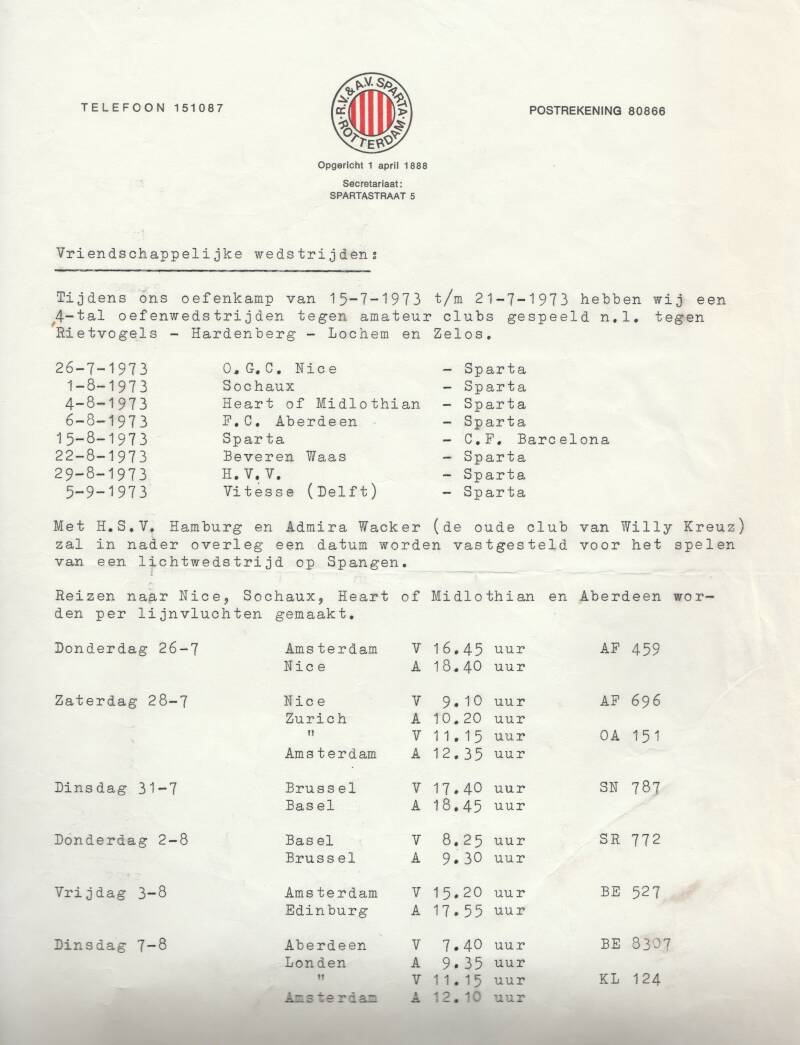 TELEFOON 151087
R.V. & A.V. SPARTA
· ROTTERDAM ·
POSTREKENING 80866
Opgericht 1 april 1888
Secretariaat:
SPARTASTRAAT 5
Vriendschappelijke wedstrijden:
Tijdens ons oefenkamp van 15-7-1973 t/m 21-7-1973 hebben wij een
4-tal oefenwedstrijden tegen amateur clubs gespeeld n.l. tegen
Rietvogels - Hardenberg - Lochem en Zelos.
26-7-1973 O.G.C. Nice - Sparta
1-8-1973 Sochaux - Sparta
4-8-1973 Heart of Midlothian - Sparta
6-8-1973 F.C. Aberdeen - Sparta
15-8-1973 Sparta - C.F. Barcelona
22-8-1973 Beveren Waas - Sparta
29-8-1973 H.V.V. - Sparta
5-9-1973 Vitesse (Delft) - Sparta
Met H.S.V. Hamburg en Admira Wacker (de oude club van Willy Kreuz)
zal in nader overleg een datum worden vastgesteld voor het spelen
van een lichtwedstrijd op Spangen.
Reizen naar Nice, Sochaux, Heart of Midlothian en Aberdeen wor-
den per lijnvluchten gemaakt.
Donderdag 26-7 Amsterdam V 16.45 uur AF 459
Nice A 18.40 uur
Zaterdag 28-7 Nice V 9.10 uur AF 696
Zurich A 10.20 uur
" V 11.15 uur OA 151
Amsterdam A 12.35 uur
Dinsdag 31-7 Brussel V 17.40 uur SN 787
Basel A 18.45 uur
Donderdag 2-8 Basel V 8.25 uur SR 772
Brussel A 9.30 uur
Vrijdag 3-8 Amsterdam V 15.20 uur BE 527
Edinburg A 17.55 uur
Dinsdag 7-8 Aberdeen V 7.40 uur BE 8307
Londen A 9.35 uur
" V 11.15 uur KL 124
Amsterdam A 12.10 uur